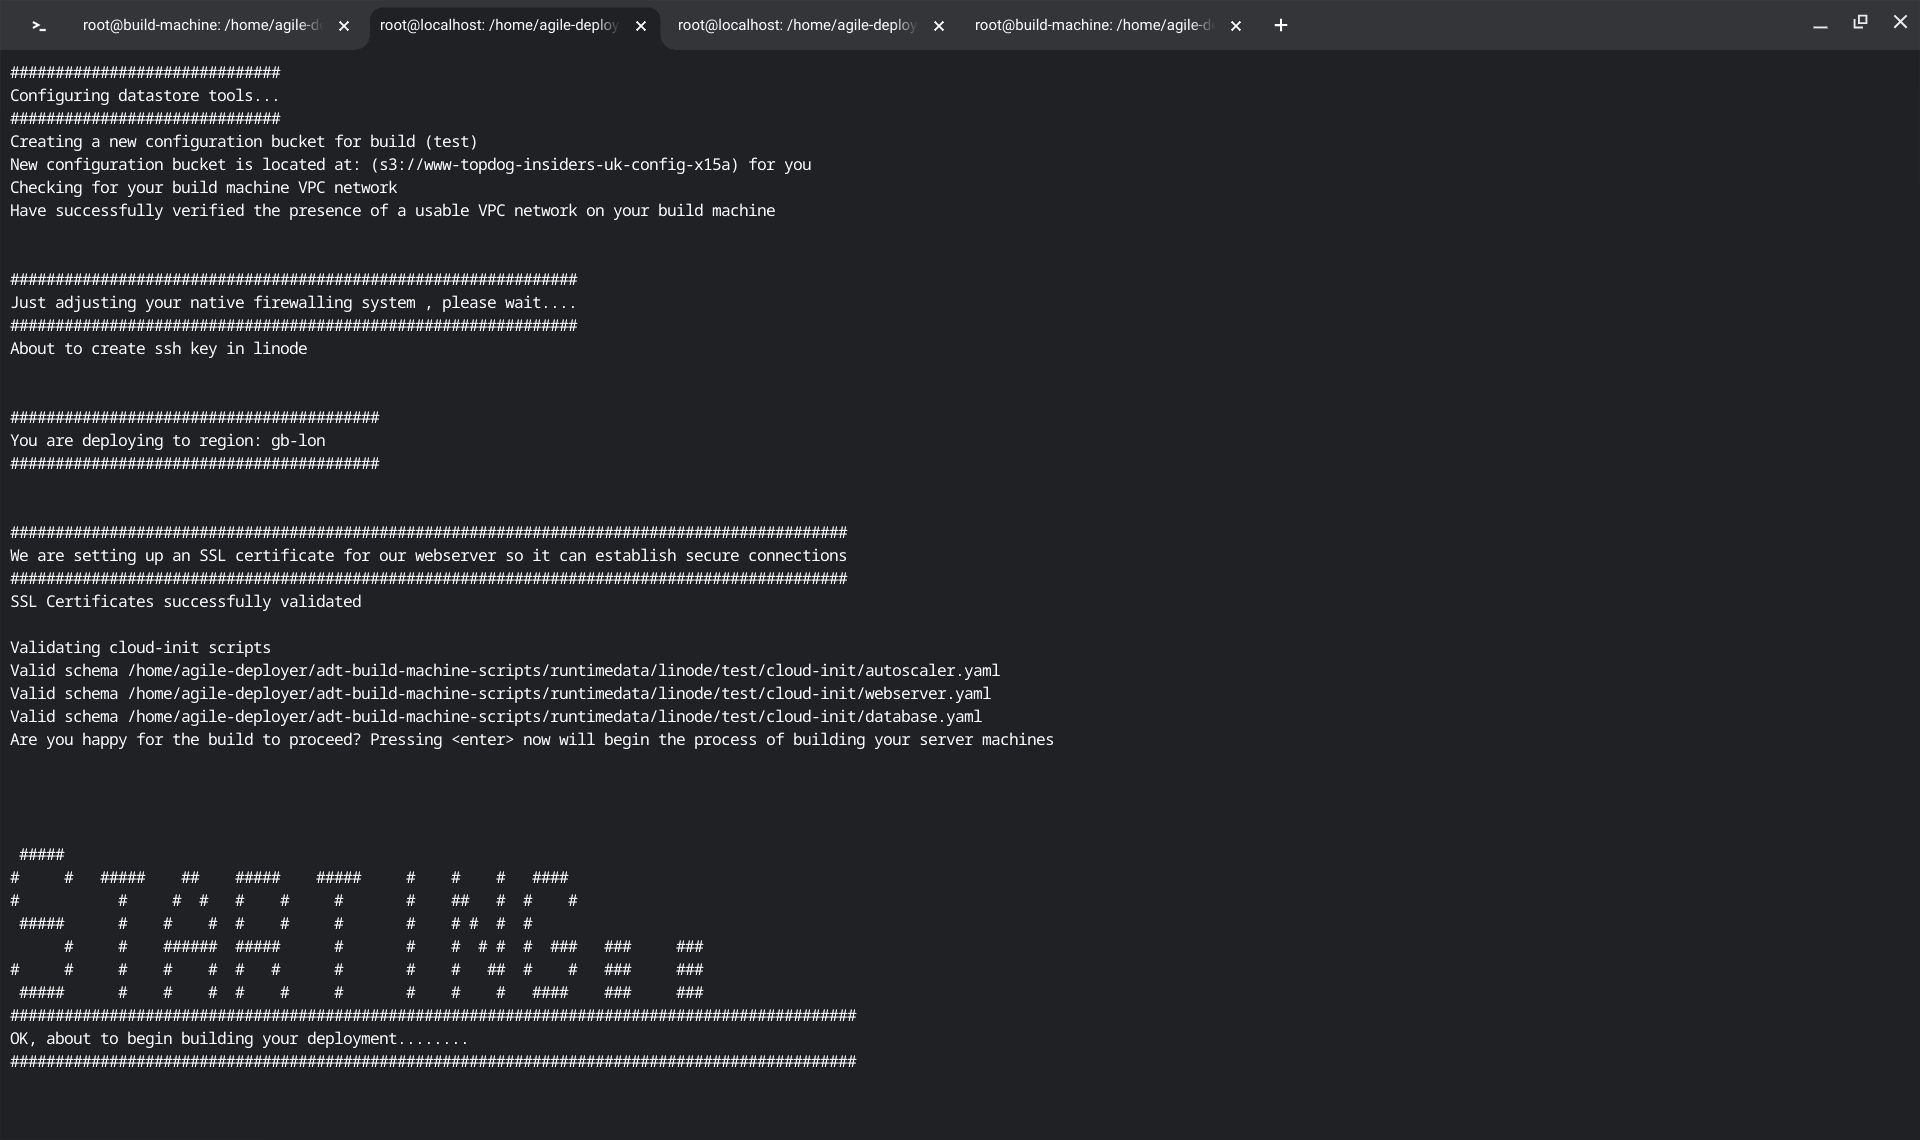 root@build-machine: /home/agile-d
root@localhost: /home/agile-deploy
root@localhost: /home/agile-deploy
root@build-machine: /home/agile-d
##############################
Configuring datastore tools...
##############################
Creating a new configuration bucket for build (test)
New configuration bucket is located at: (s3://www-topdog-insiders-uk-config-x15a) for you
Checking for your build machine VPC network
Have successfully verified the presence of a usable VPC network on your build machine
###############################################################
Just adjusting your native firewalling system , please wait....
###############################################################
About to create ssh key in linode
#########################################
You are deploying to region: gb-lon
#########################################
#############################################################################################
We are setting up an SSL certificate for our webserver so it can establish secure connections
#############################################################################################
SSL Certificates successfully validated
Validating cloud-init scripts
Valid schema /home/agile-deployer/adt-build-machine-scripts/runtimedata/linode/test/cloud-init/autoscaler.yaml
Valid schema /home/agile-deployer/adt-build-machine-scripts/runtimedata/linode/test/cloud-init/webserver.yaml
Valid schema /home/agile-deployer/adt-build-machine-scripts/runtimedata/linode/test/cloud-init/database.yaml
Are you happy for the build to proceed? Pressing <enter> now will begin the process of building your server machines
STARTING..
##############################################################################################
OK, about to begin building your deployment........
##############################################################################################